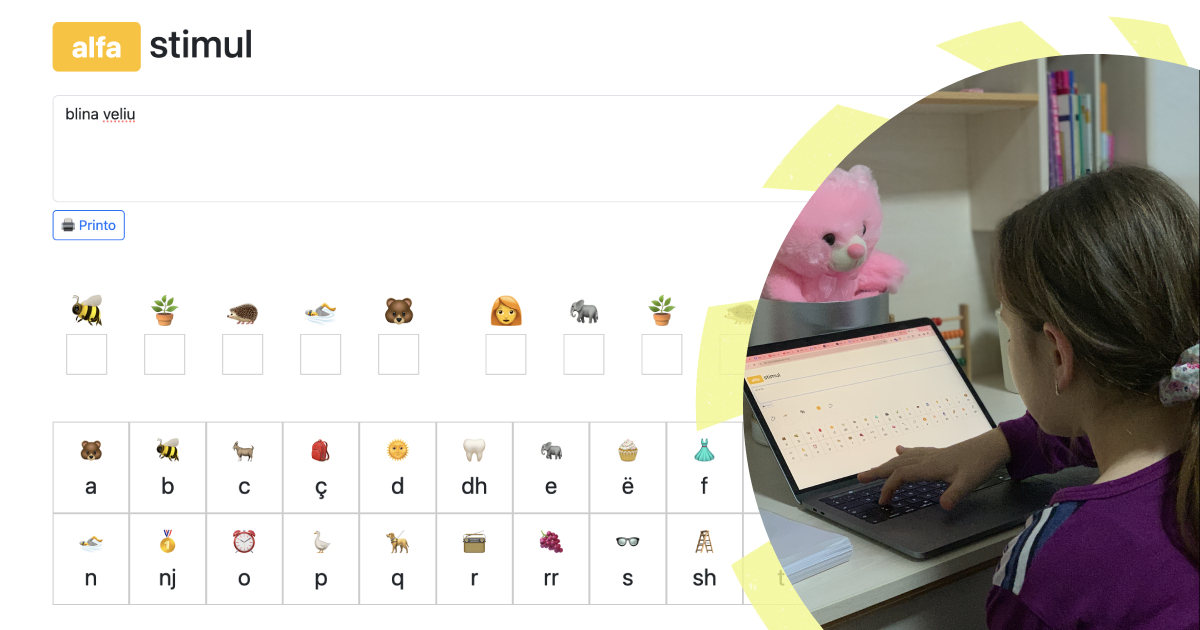 alfa stimul
blina veliu
Printo
a b c ç d dh e ë f
n nj o p q r rr s sh t